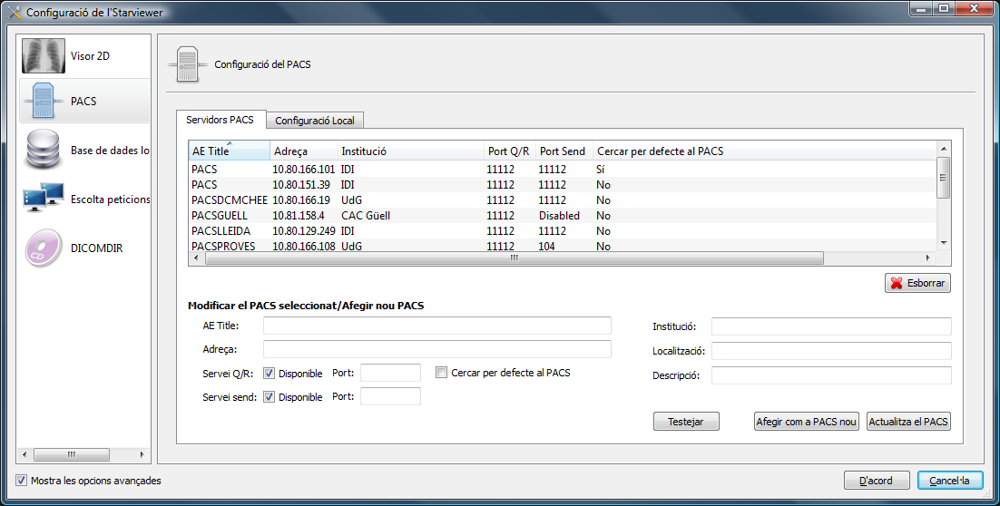 Configuració de l'Starviewer
Visor 2D
PACS
Base de dades lo
Escolta peticions
CD
DICOMDIR
Configuració del PACS
Servidors PACS Configuració Local
AE Title Adreça Institució Port Q/R Port Send Cercar per defecte al PACS
PACS 10.80.166.101 IDI 11112 11112 Sí
PACS 10.80.151.39 IDI 11112 11112 No
PACSDCMCHEE 10.80.166.19 UdG 11112 11112 No
PACSGUELL 10.81.158.4 CAC Güell 11112 Disabled No
PACSLLEIDA 10.80.129.249 IDI 11112 11112 No
PACSPROVES 10.80.166.108 UdG 11112 104 No
Esborrar
Modificar el PACS seleccionat/Afegir nou PACS
AE Title: Institució:
Adreça: Localització:
Servei Q/R: Disponible Port: Cercar per defecte al PACS Descripció:
Servei send: Disponible Port:
Testejar Afegir com a PACS nou Actualitza el PACS
Mostra les opcions avançades
D'acord Cancel·la